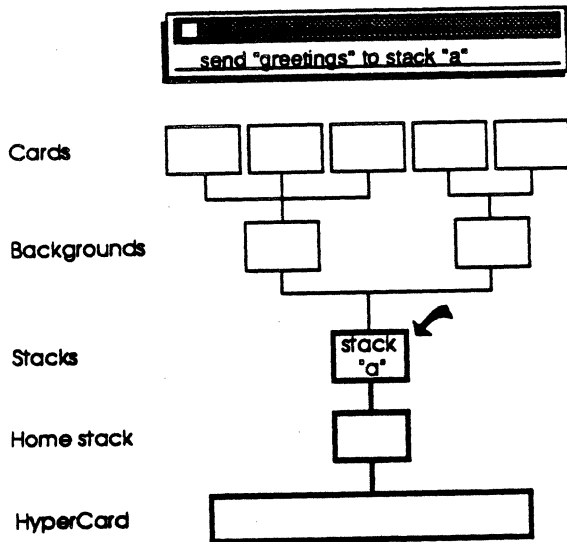 send "greetings" to stack "a"
Cards
Backgrounds
Stacks
stack
"a"
Home stack
HyperCard